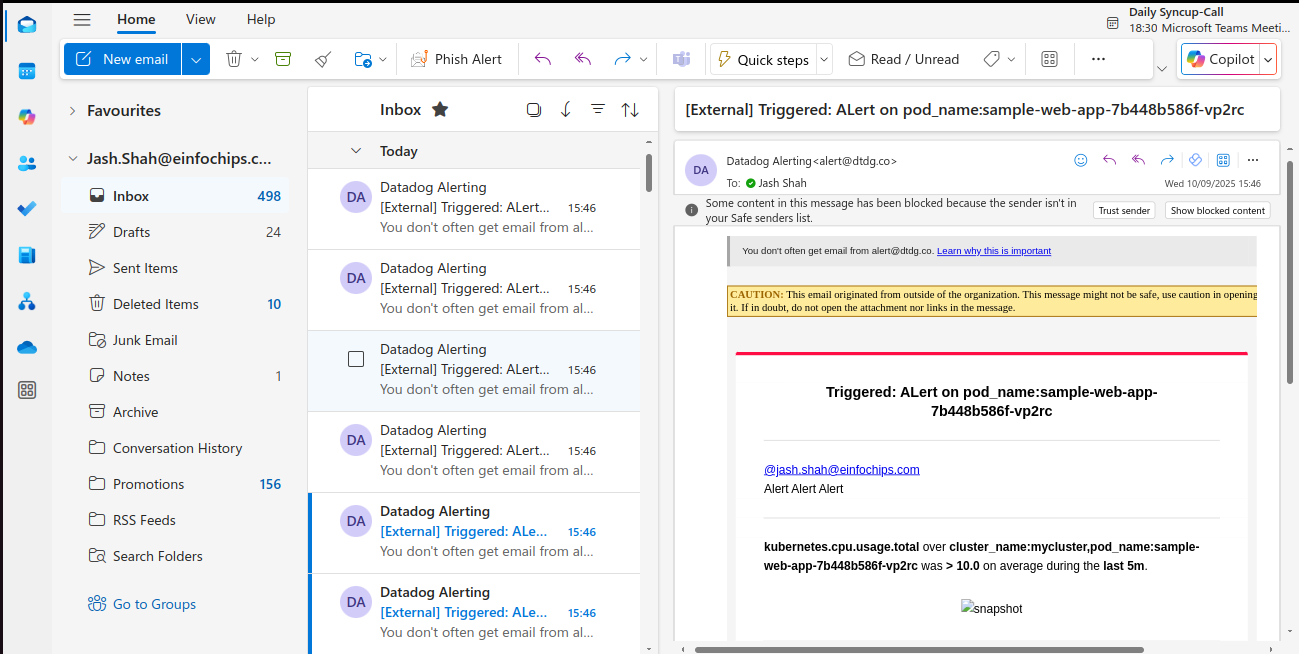 Home View Help
Daily Syncup-Call
18:30 Microsoft Teams Meeti...
New email
Phish Alert
Quick steps
Read / Unread
Copilot
Favourites
Jash.Shah@einfochips.c...
Inbox 498
Drafts 24
Sent Items
Deleted Items 10
Junk Email
Notes 1
Archive
Conversation History
Promotions 156
RSS Feeds
Search Folders
Go to Groups
Inbox
Today
DA
Datadog Alerting
[External] Triggered: ALert... 15:46
You don't often get email from al...
DA
Datadog Alerting
[External] Triggered: ALert... 15:46
You don't often get email from al...
Datadog Alerting
[External] Triggered: ALert... 15:46
You don't often get email from al...
DA
Datadog Alerting
[External] Triggered: ALert... 15:46
You don't often get email from al...
DA
Datadog Alerting
[External] Triggered: ALe... 15:46
You don't often get email from al...
DA
Datadog Alerting
[External] Triggered: ALe... 15:46
You don't often get email from al...
[External] Triggered: ALert on pod_name:sample-web-app-7b448b586f-vp2rc
DA
Datadog Alerting<alert@dtdg.co>
To: Jash Shah
Wed 10/09/2025 15:46
Some content in this message has been blocked because the sender isn't in
your Safe senders list.
Trust sender
Show blocked content
You don't often get email from alert@dtdg.co. Learn why this is important
CAUTION: This email originated from outside of the organization. This message might not be safe, use caution in opening
it. If in doubt, do not open the attachment nor links in the message.
Triggered: ALert on pod_name:sample-web-app-
7b448b586f-vp2rc
@jash.shah@einfochips.com
Alert Alert Alert
kubernetes.cpu.usage.total over cluster_name:mycluster,pod_name:sample-
web-app-7b448b586f-vp2rc was > 10.0 on average during the last 5m.
snapshot